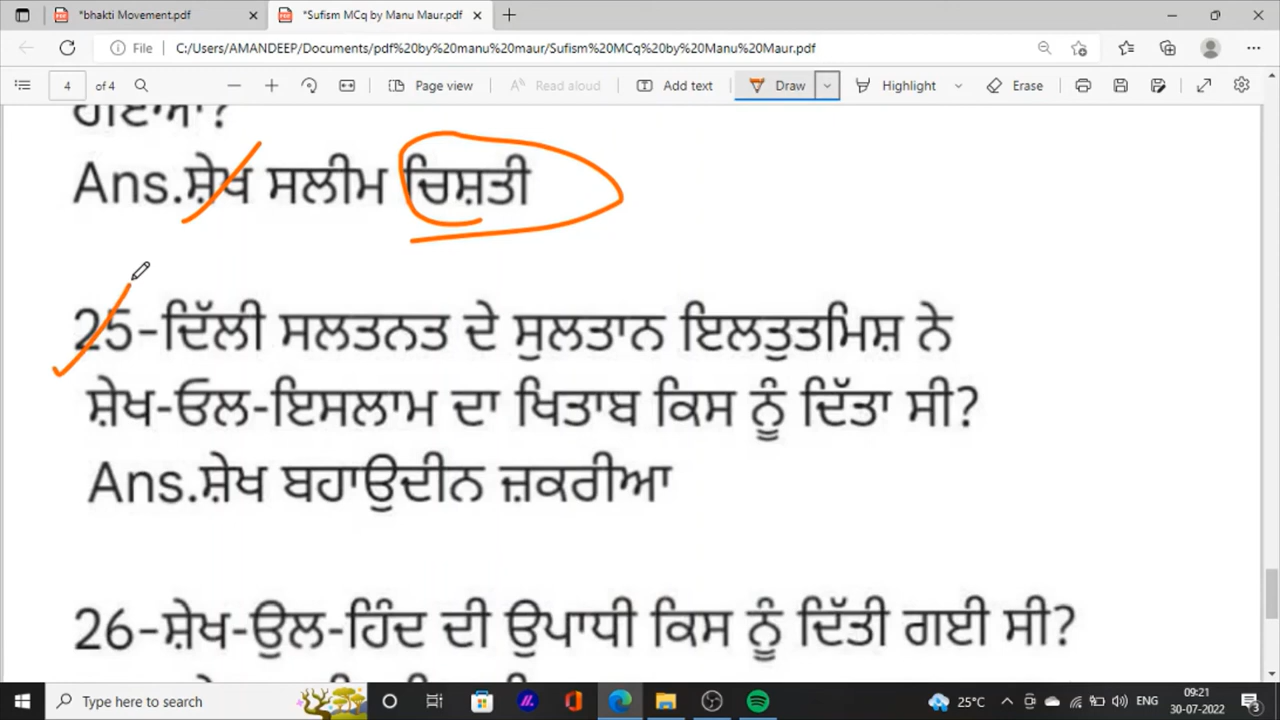 *bhakti Movement.pdf
*Sufism MCq by Manu Maur.pdf
File
C:/Users/AMANDEEP/Documents/pdf%20by%20manu%20maur/Sufism%20MCq%20by%20Manu%20Maur.pdf
4 of 4
Page view
Read aloud
Add text
Draw
Highlight
Erase
Ans.ਸ਼ੇਖ ਸਲੀਮ ਚਿਸ਼ਤੀ
25-ਦਿੱਲੀ ਸਲਤਨਤ ਦੇ ਸੁਲਤਾਨ ਇਲਤੁਤਮਿਸ਼ ਨੇ
ਸ਼ੇਖ-ਓਲ-ਇਸਲਾਮ ਦਾ ਖਿਤਾਬ ਕਿਸ ਨੂੰ ਦਿੱਤਾ ਸੀ?
Ans.ਸ਼ੇਖ ਬਹਾਉਦੀਨ ਜ਼ਕਰੀਆ
26-ਸ਼ੇਖ-ਉਲ-ਹਿੰਦ ਦੀ ਉਪਾਧੀ ਕਿਸ ਨੂੰ ਦਿੱਤੀ ਗਈ ਸੀ?
Type here to search
25°C
ENG
09:21
30-07-2022
3